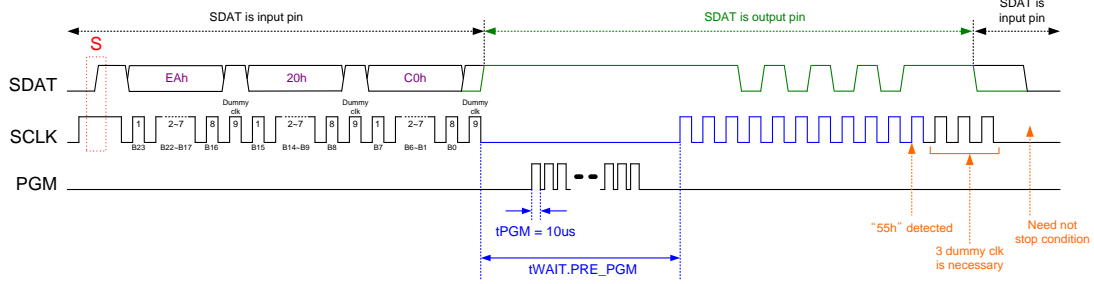 SDAT is input pin
SDAT is output pin
SDAT is
input pin
S
SDAT
EAh
20h
C0h
Dummy
clk
Dummy
clk
Dummy
clk
SCLK
1
2~7
8
9
1
2~7
8
9
1
2~7
8
9
B23
B22~B17
B16
B15
B14~B9
B8
B7
B6~B1
B0
PGM
tPGM = 10us
tWAIT.PRE_PGM
"55h" detected
3 dummy clk
is necessary
Need not
stop condition